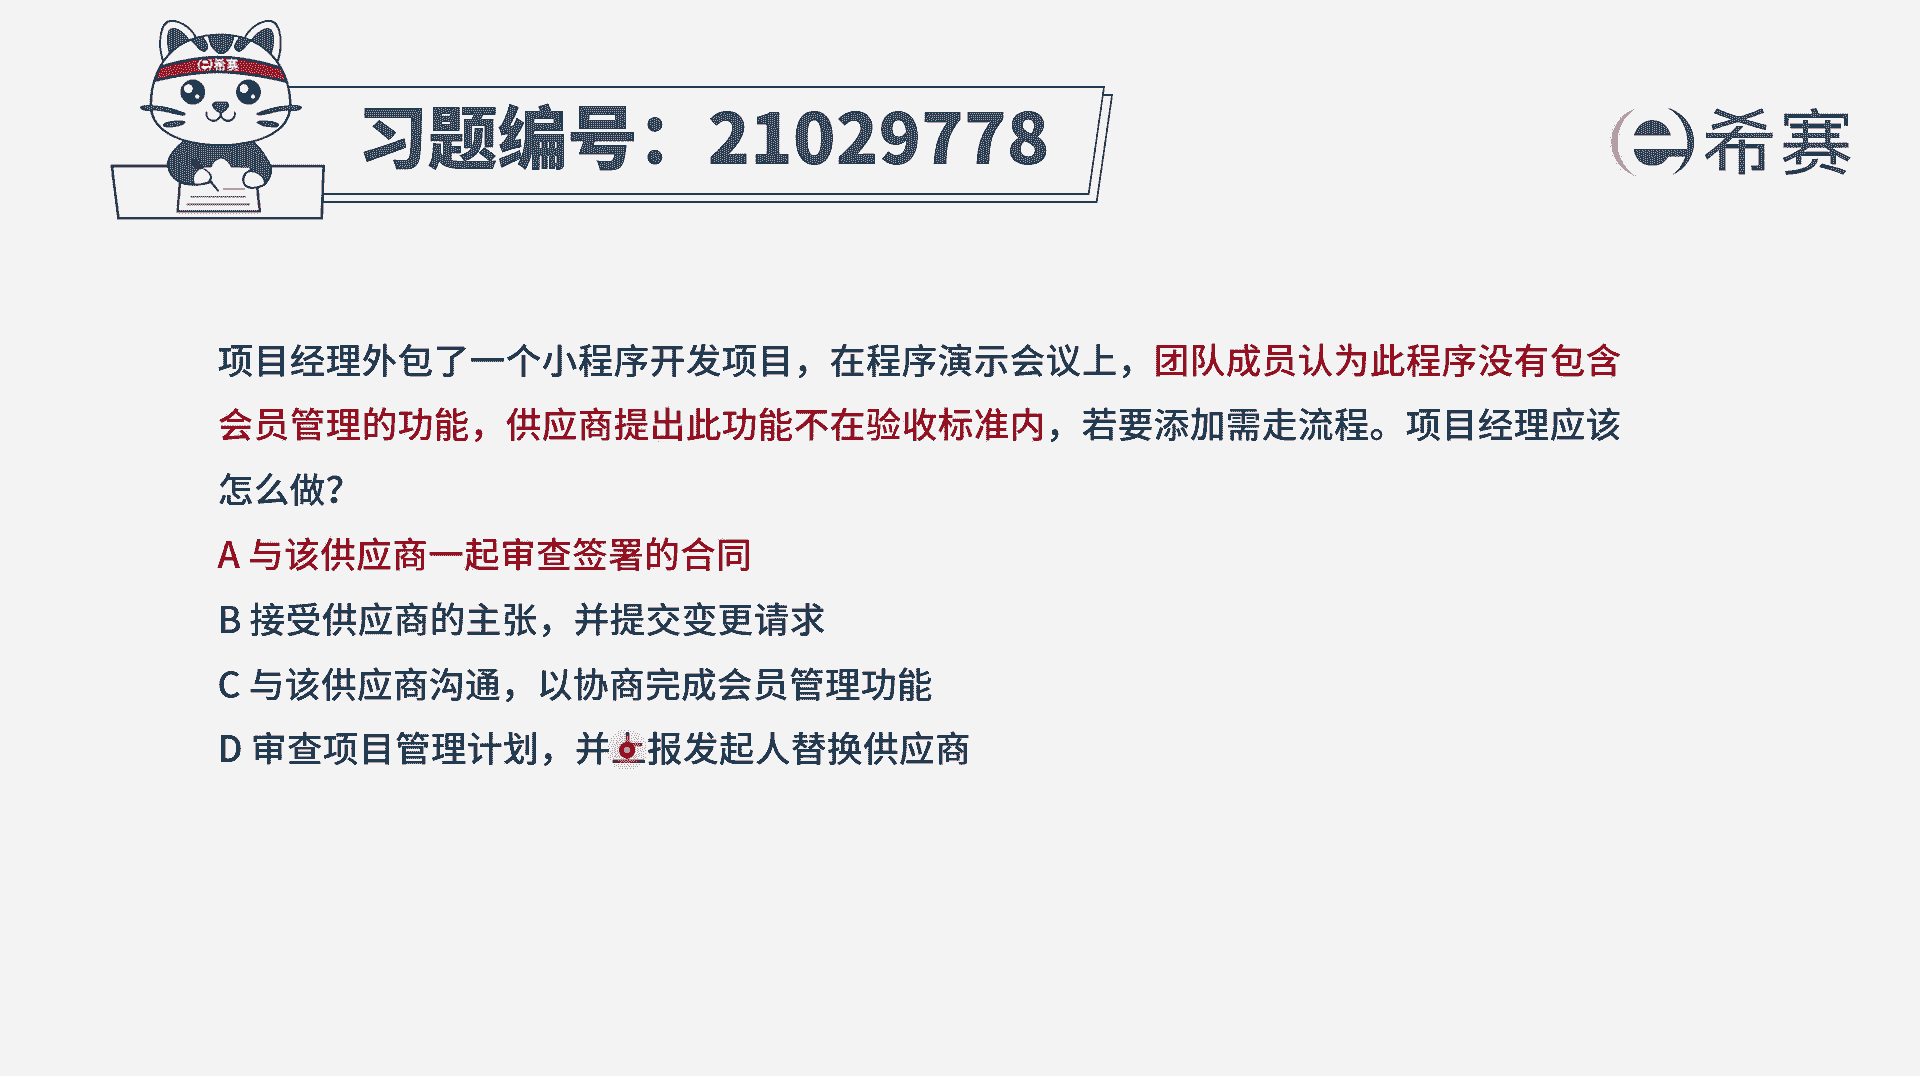 希赛
习题编号：21029778
希赛
项目经理外包了一个小程序开发项目，在程序演示会议上，团队成员认为此程序没有包含
会员管理的功能，供应商提出此功能不在验收标准内，若要添加需走流程。项目经理应该
怎么做？
A 与该供应商一起审查签署的合同
B 接受供应商的主张，并提交变更请求
C 与该供应商沟通，以协商完成会员管理功能
D 审查项目管理计划，并上报发起人替换供应商